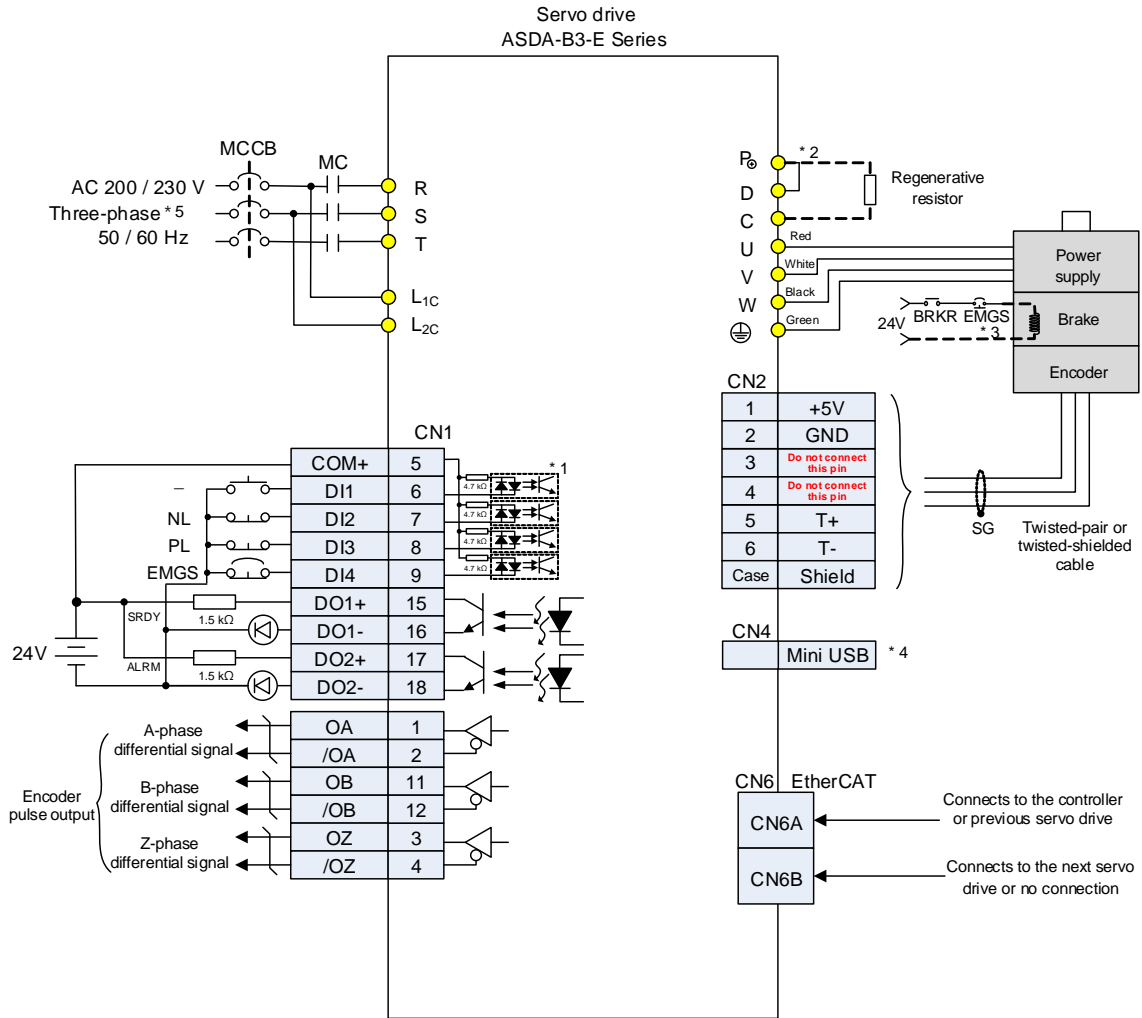 Servo drive
ASDA-B3-E Series
MCCB
MC
AC 200 / 230 V
Three-phase * 5
50 / 60 Hz
R
S
T
L1C
L2C
P⊕
* 2
D
C
Regenerative
resistor
U
Red
V
White
W
Black
Green
Power
supply
24V
BRKR
EMGS
* 3
Brake
Encoder
CN2
1 +5V
2 GND
3 Do not connect
this pin
4 Do not connect
this pin
5 T+
6 T-
Case Shield
SG
Twisted-pair or
twisted-shielded
cable
CN4
Mini USB
* 4
CN6 EtherCAT
CN6A
Connects to the controller
or previous servo drive
CN6B
Connects to the next servo
drive or no connection
CN1
COM+ 5
* 1
– DI1 6
4.7 kΩ
NL DI2 7
4.7 kΩ
PL DI3 8
4.7 kΩ
EMGS DI4 9
4.7 kΩ
SRDY 1.5 kΩ DO1+ 15
DO1- 16
24V
ALRM 1.5 kΩ DO2+ 17
DO2- 18
Encoder
pulse output
A-phase
differential signal
OA 1
/OA 2
B-phase
differential signal
OB 11
/OB 12
Z-phase
differential signal
OZ 3
/OZ 4